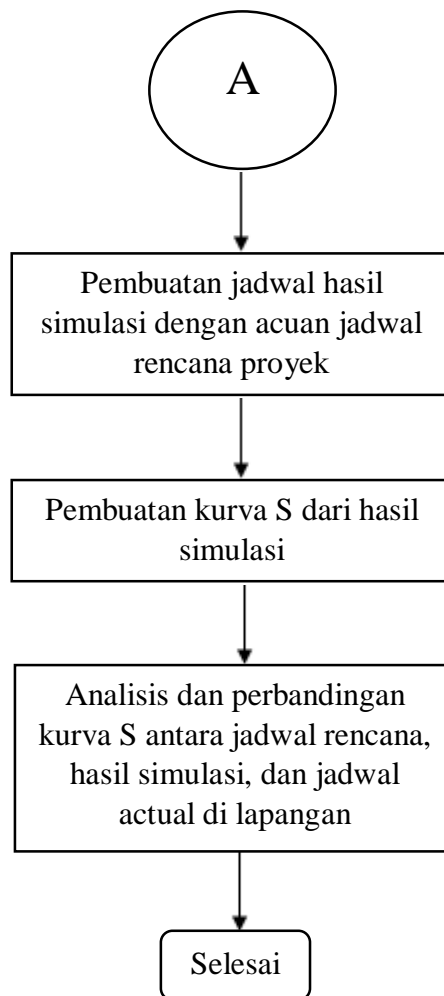 A
Pembuatan jadwal hasil
simulasi dengan acuan jadwal
rencana proyek
Pembuatan kurva S dari hasil
simulasi
Analisis dan perbandingan
kurva S antara jadwal rencana,
hasil simulasi, dan jadwal
actual di lapangan
Selesai